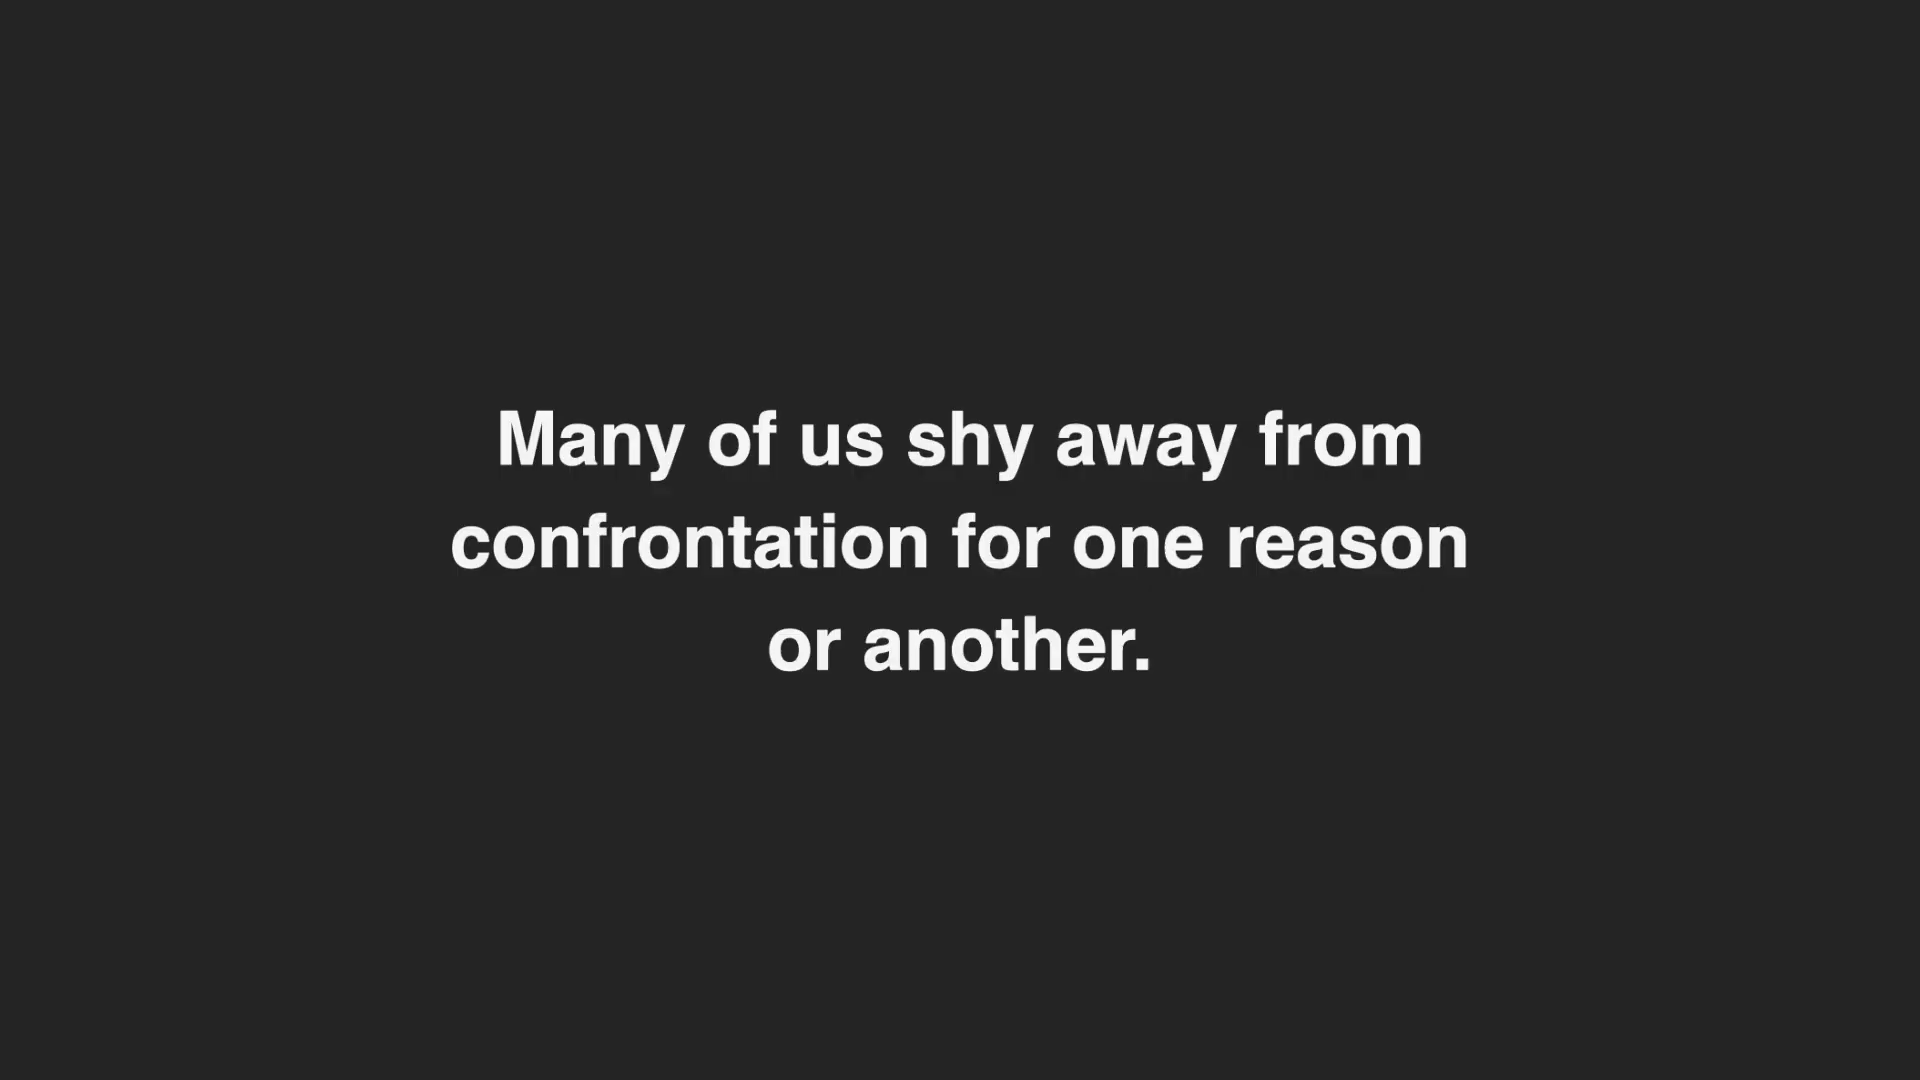 Many of us shy away from
confrontation for one reason
or another.